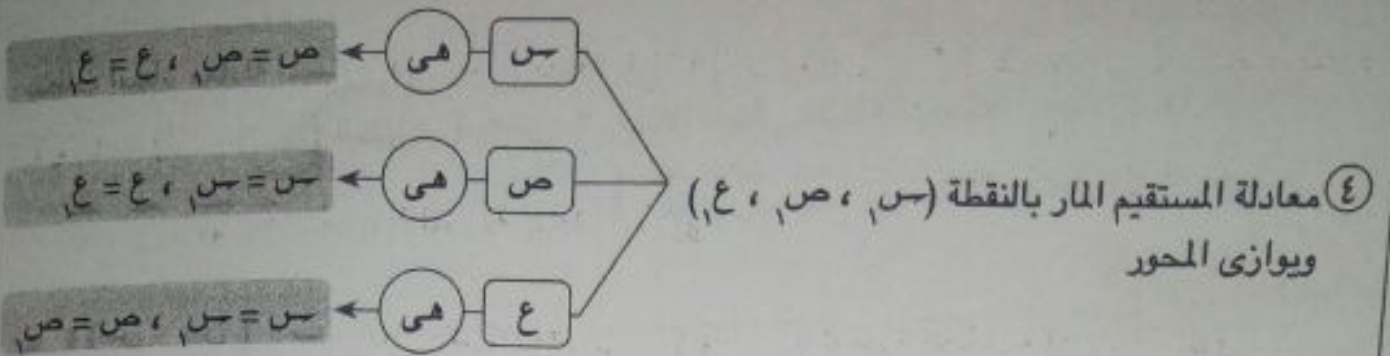 س هى ص = ص١ ، ع = ع١
④ معادلة المستقيم المار بالنقطة (س١ ، ص١ ، ع١) ص هى س = س١ ، ع = ع١
ويوازى المحور
ع هى س = س١ ، ص = ص١